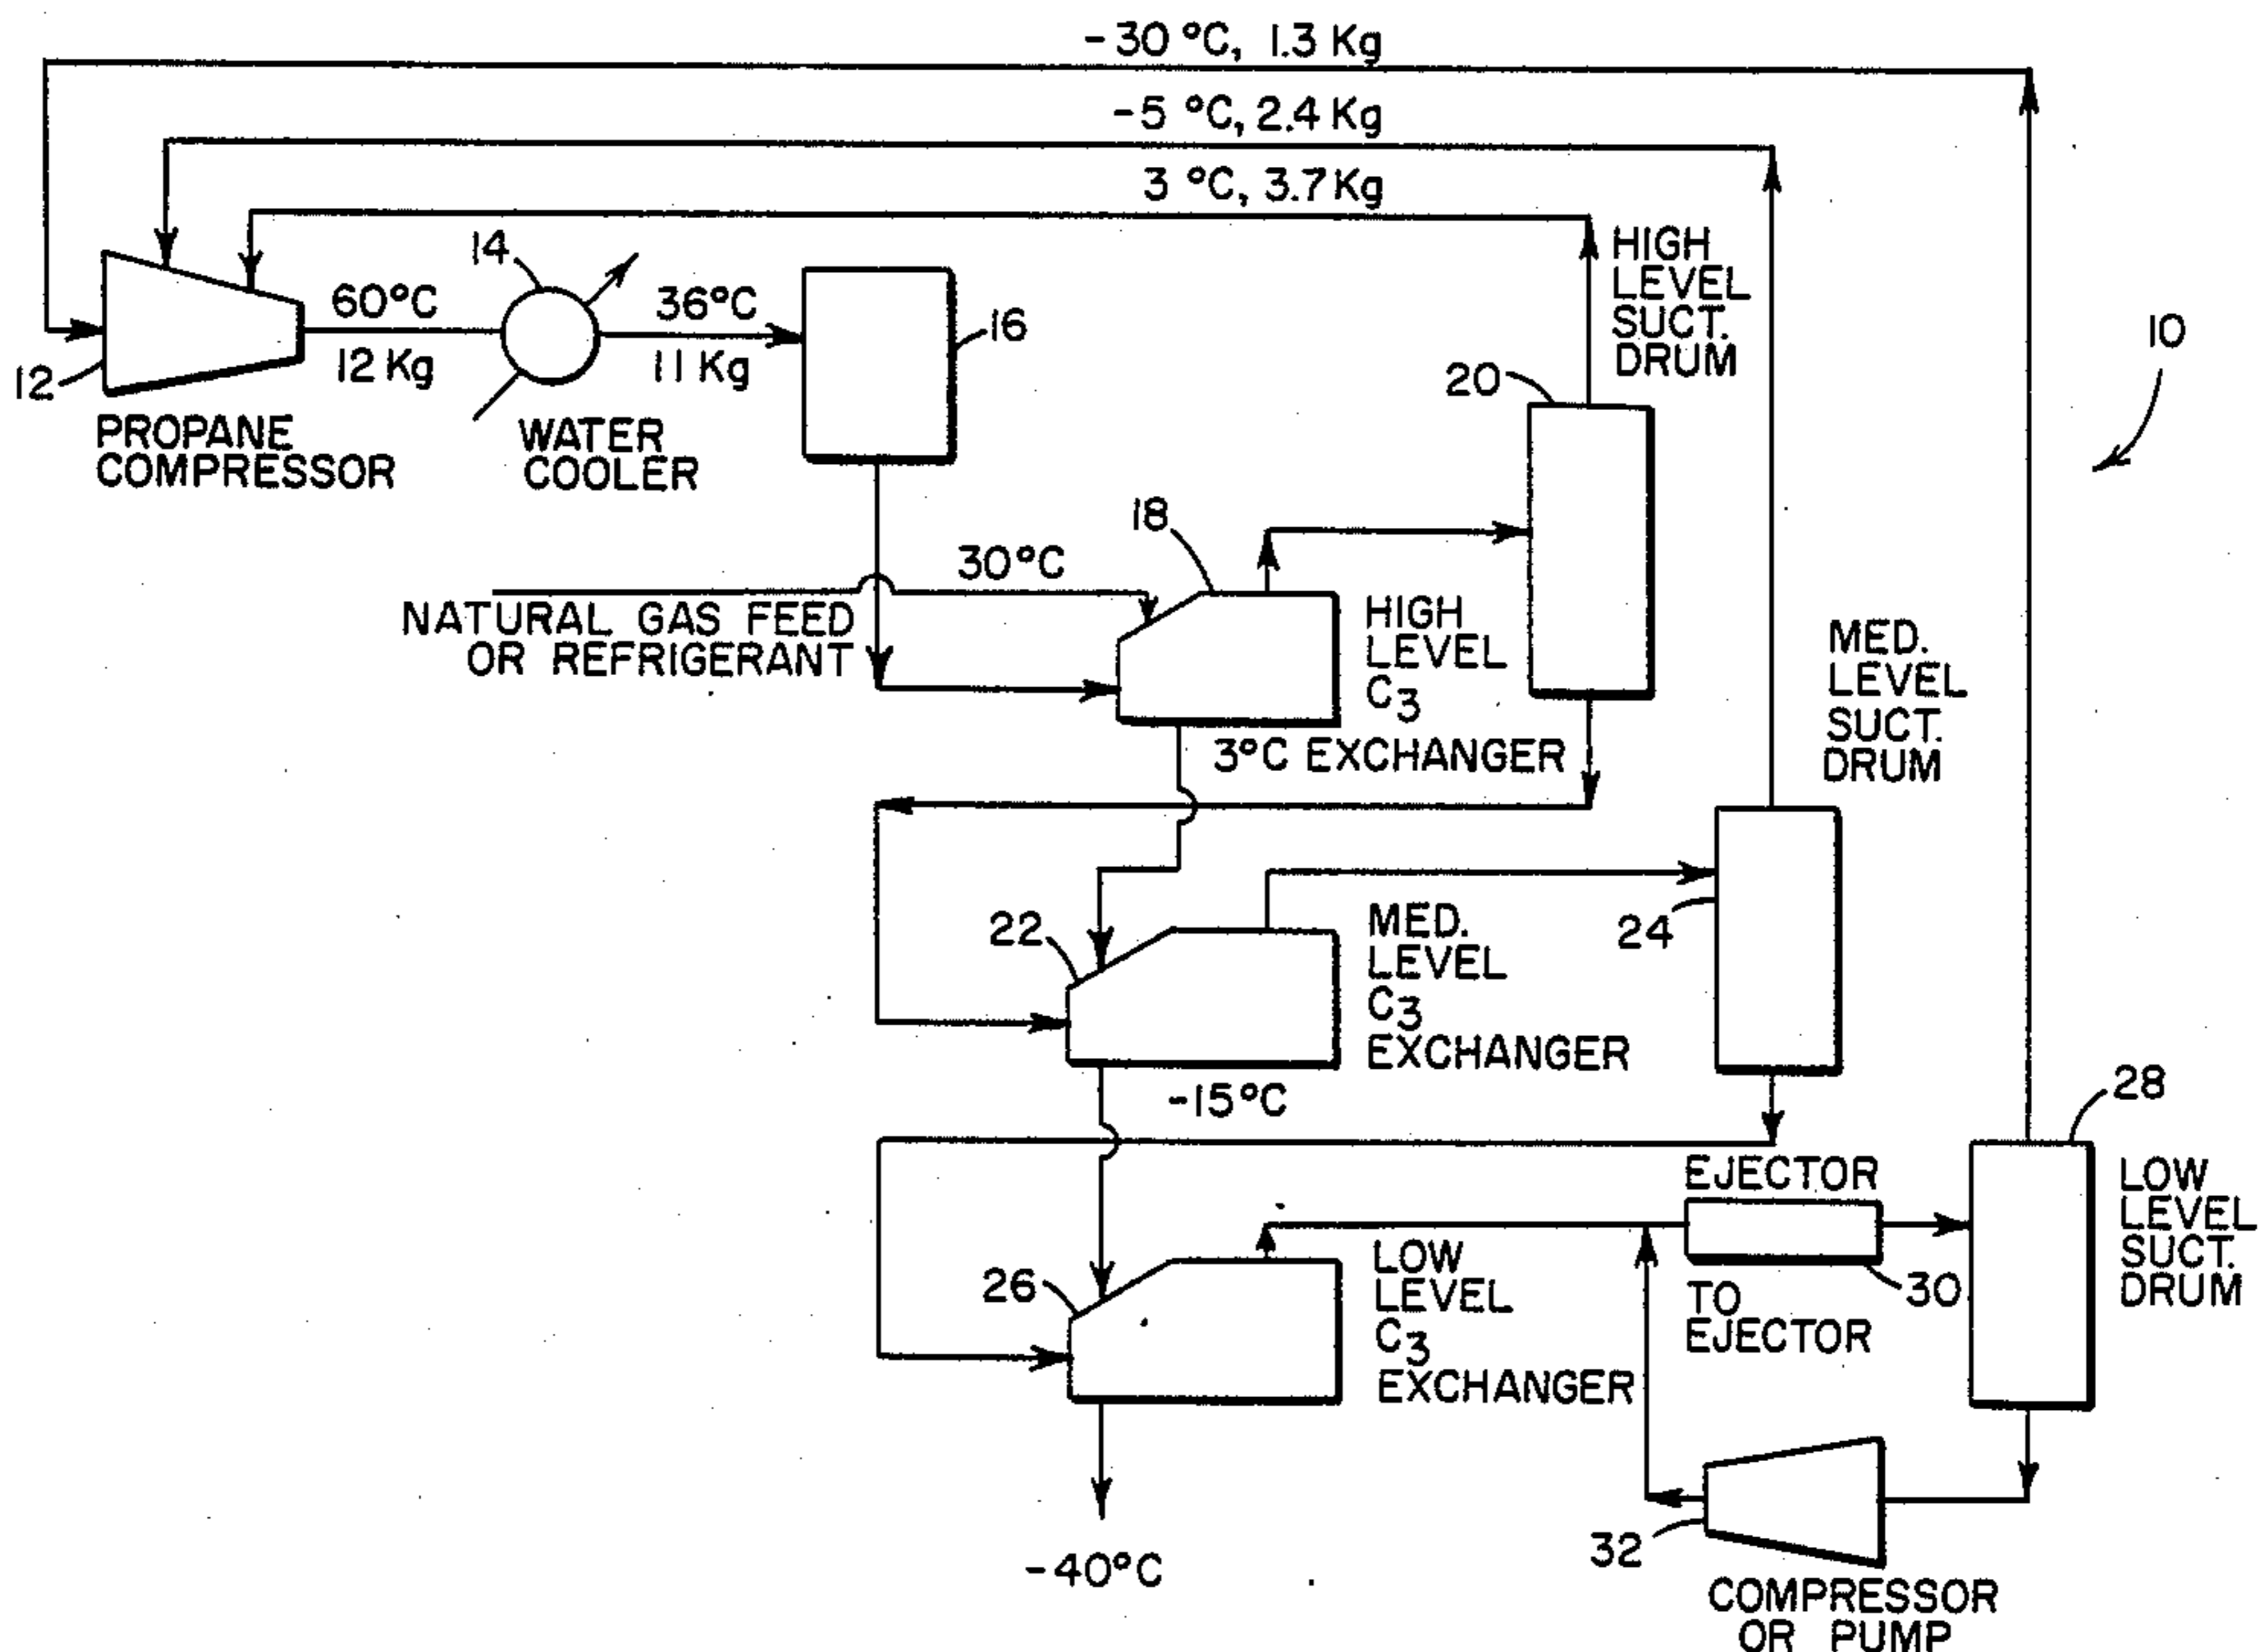 -30 °C, 1.3 Kg
-5 °C, 2.4 Kg
3 °C, 3.7 Kg
14
60°C
12 Kg
36°C
11 Kg
16
12
PROPANE
COMPRESSOR
WATER
COOLER
HIGH
LEVEL
SUCT.
DRUM
20
10
18
30°C
NATURAL GAS FEED
OR REFRIGERANT
HIGH
LEVEL
C3
3°C EXCHANGER
MED.
LEVEL
SUCT.
DRUM
22
MED.
LEVEL
C3
EXCHANGER
24
-15°C
28
EJECTOR
LOW
LEVEL
SUCT.
DRUM
26
LOW
LEVEL
C3
EXCHANGER
30
TO
EJECTOR
32
-40°C
COMPRESSOR
OR PUMP